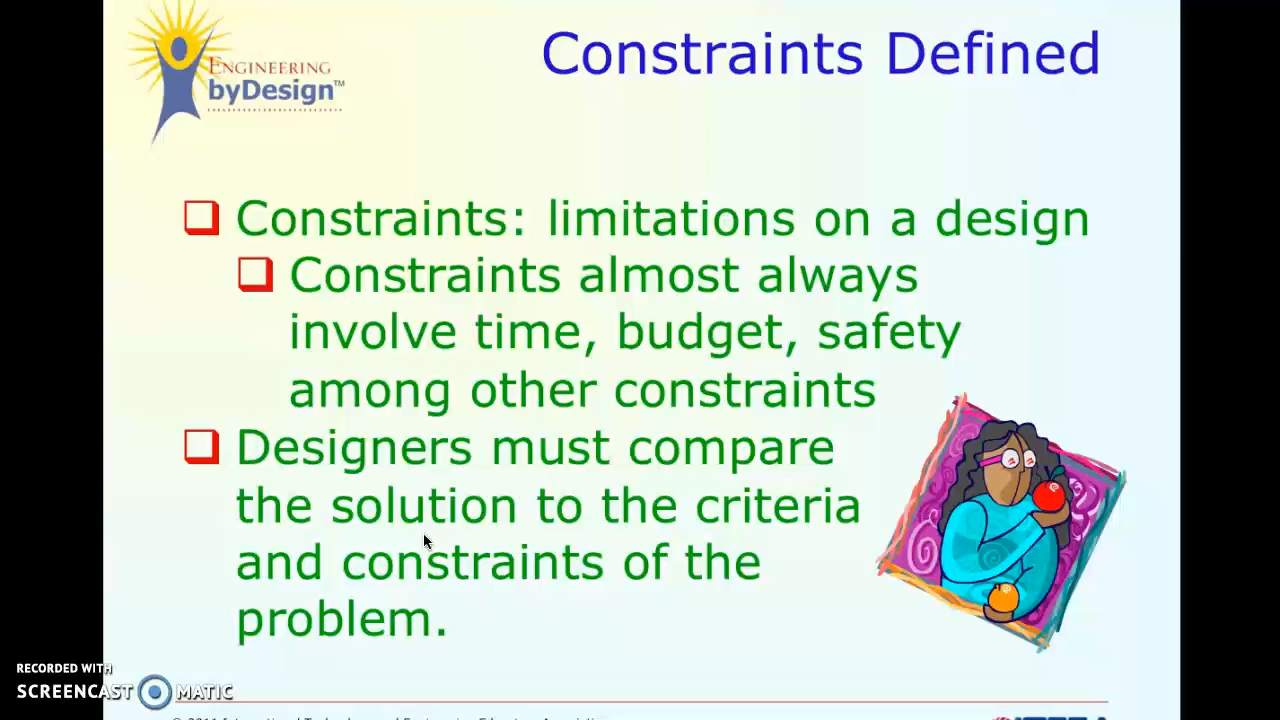 Constraints Defined
ENGINEERING
byDesign™
Constraints: limitations on a design
Constraints almost always
involve time, budget, safety
among other constraints
Designers must compare
the solution to the criteria
and constraints of the
problem.
RECORDED WITH
SCREENCAST MATIC